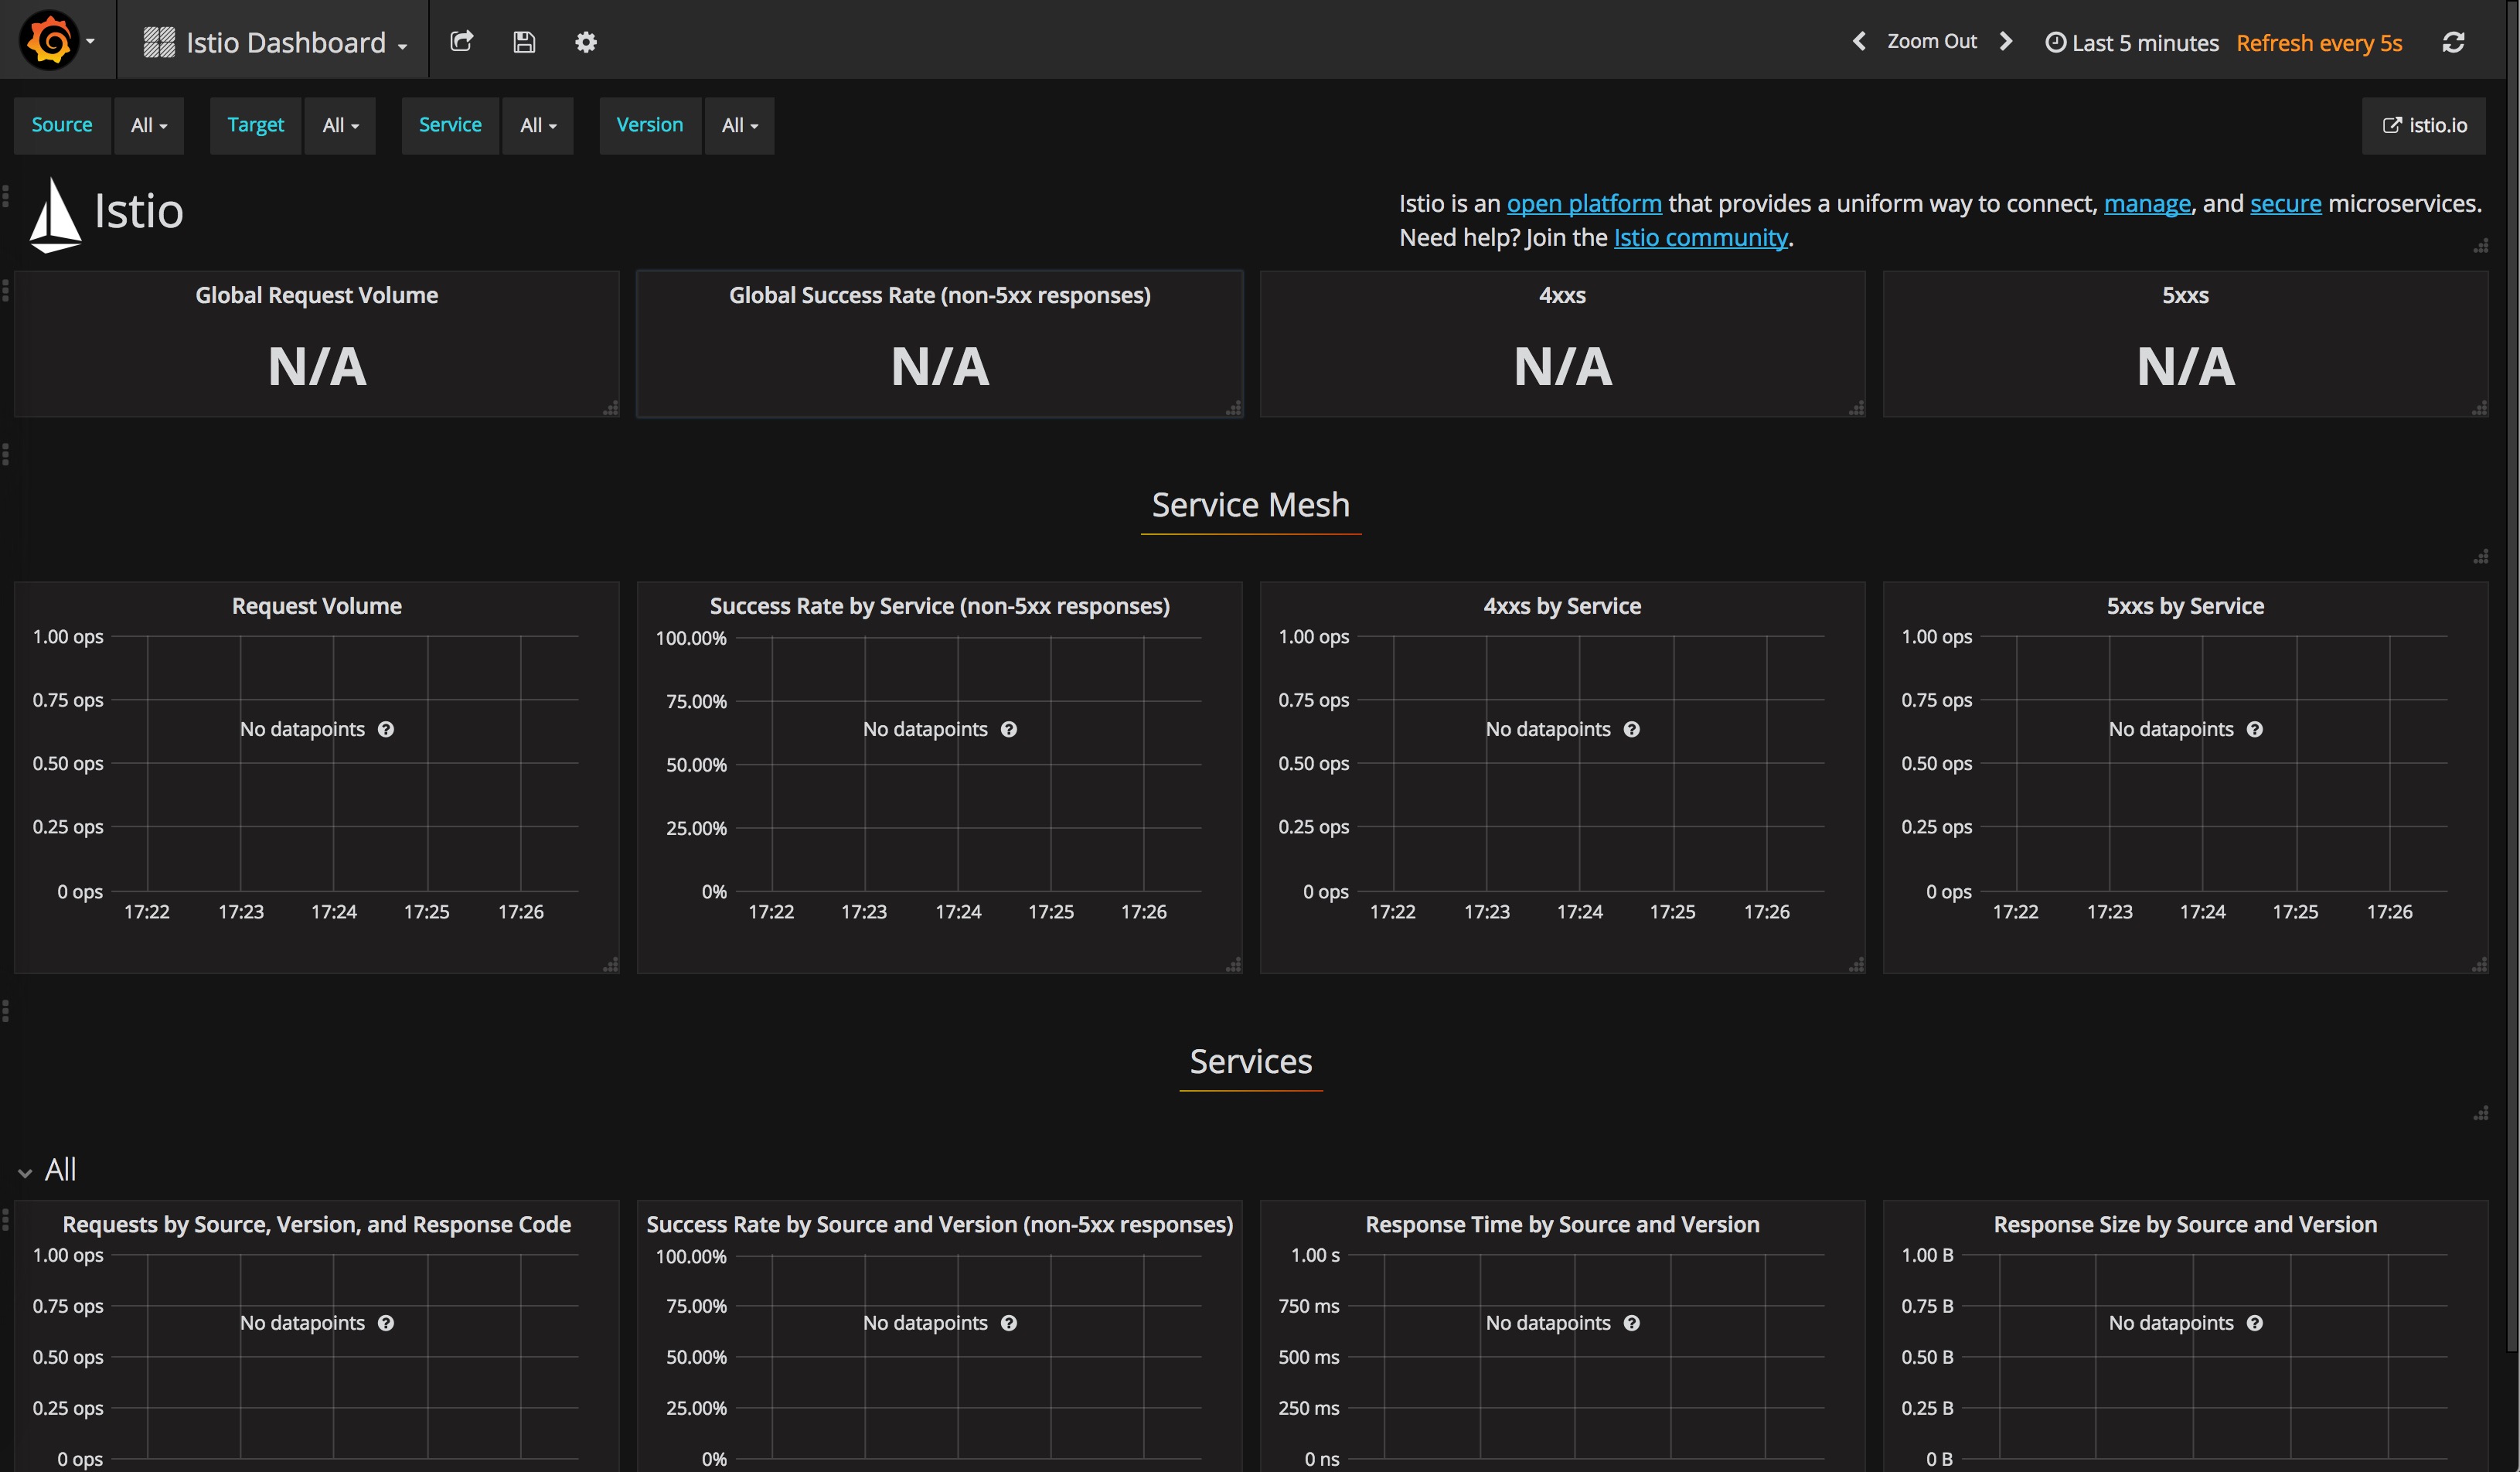 Istio Dashboard
Zoom Out
Last 5 minutes Refresh every 5s
Source All Target All Service All Version All
istio.io
Istio
Istio is an open platform that provides a uniform way to connect, manage, and secure microservices.
Need help? Join the Istio community.
Global Request Volume
N/A
Global Success Rate (non-5xx responses)
N/A
4xxs
N/A
5xxs
N/A
Service Mesh
Request Volume
1.00 ops
0.75 ops
No datapoints
0.50 ops
0.25 ops
0 ops
17:22 17:23 17:24 17:25 17:26
Success Rate by Service (non-5xx responses)
100.00%
75.00%
No datapoints
50.00%
25.00%
0%
17:22 17:23 17:24 17:25 17:26
4xxs by Service
1.00 ops
0.75 ops
No datapoints
0.50 ops
0.25 ops
0 ops
17:22 17:23 17:24 17:25 17:26
5xxs by Service
1.00 ops
0.75 ops
No datapoints
0.50 ops
0.25 ops
0 ops
17:22 17:23 17:24 17:25 17:26
Services
All
Requests by Source, Version, and Response Code
1.00 ops
0.75 ops
No datapoints
0.50 ops
0.25 ops
0 ops
Success Rate by Source and Version (non-5xx responses)
100.00%
75.00%
No datapoints
50.00%
25.00%
0%
Response Time by Source and Version
1.00 s
750 ms
No datapoints
500 ms
250 ms
0 ns
Response Size by Source and Version
1.00 B
0.75 B
No datapoints
0.50 B
0.25 B
0 B